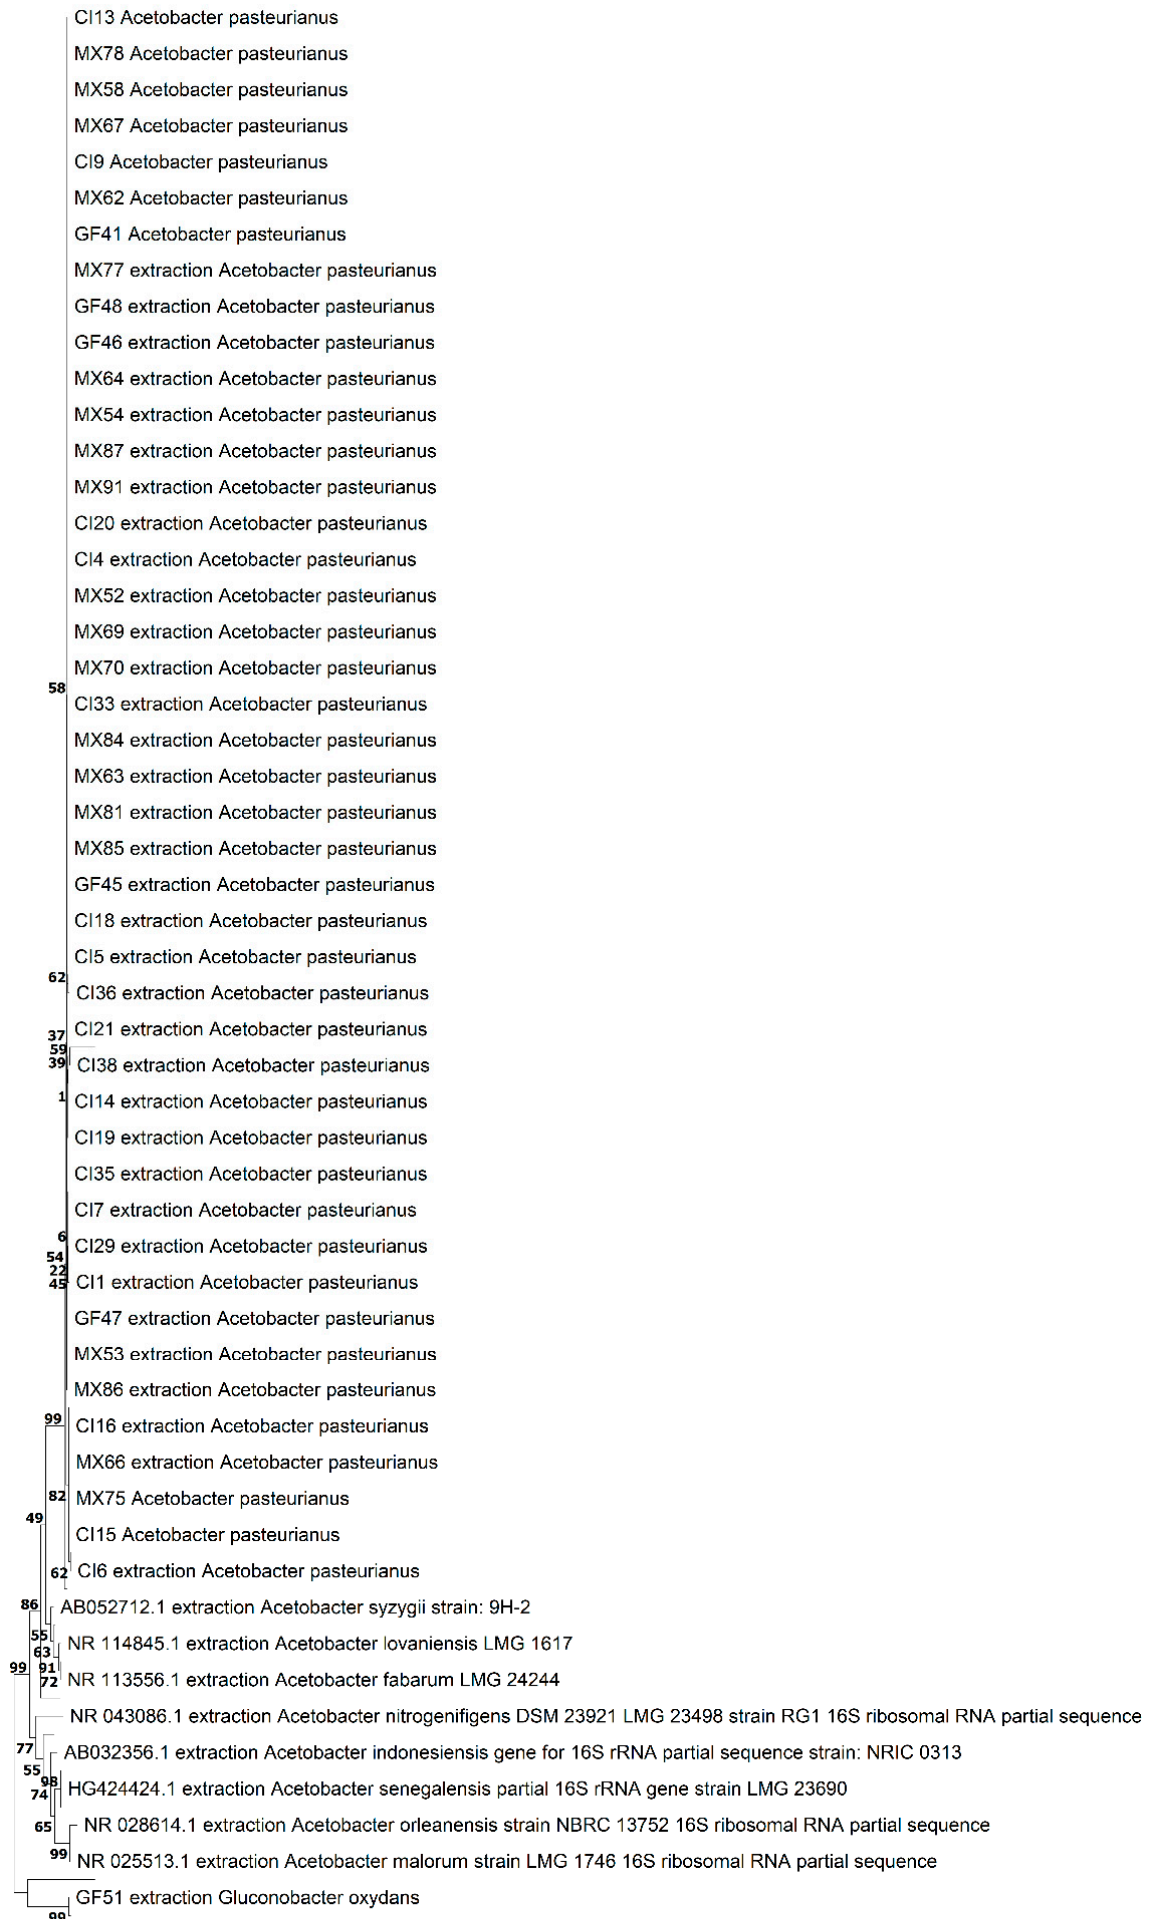 CI13 Acetobacter pasteurianus
MX78 Acetobacter pasteurianus
MX58 Acetobacter pasteurianus
MX67 Acetobacter pasteurianus
CI9 Acetobacter pasteurianus
MX62 Acetobacter pasteurianus
GF41 Acetobacter pasteurianus
MX77 extraction Acetobacter pasteurianus
GF48 extraction Acetobacter pasteurianus
GF46 extraction Acetobacter pasteurianus
MX64 extraction Acetobacter pasteurianus
MX54 extraction Acetobacter pasteurianus
MX87 extraction Acetobacter pasteurianus
MX91 extraction Acetobacter pasteurianus
CI20 extraction Acetobacter pasteurianus
CI4 extraction Acetobacter pasteurianus
MX52 extraction Acetobacter pasteurianus
MX69 extraction Acetobacter pasteurianus
MX70 extraction Acetobacter pasteurianus
58
CI33 extraction Acetobacter pasteurianus
MX84 extraction Acetobacter pasteurianus
MX63 extraction Acetobacter pasteurianus
MX81 extraction Acetobacter pasteurianus
MX85 extraction Acetobacter pasteurianus
GF45 extraction Acetobacter pasteurianus
CI18 extraction Acetobacter pasteurianus
CI5 extraction Acetobacter pasteurianus
62
CI36 extraction Acetobacter pasteurianus
CI21 extraction Acetobacter pasteurianus
37
59
39
CI38 extraction Acetobacter pasteurianus
1
CI14 extraction Acetobacter pasteurianus
CI19 extraction Acetobacter pasteurianus
CI35 extraction Acetobacter pasteurianus
CI7 extraction Acetobacter pasteurianus
6
CI29 extraction Acetobacter pasteurianus
54
22
45
CI1 extraction Acetobacter pasteurianus
GF47 extraction Acetobacter pasteurianus
MX53 extraction Acetobacter pasteurianus
MX86 extraction Acetobacter pasteurianus
99
CI16 extraction Acetobacter pasteurianus
MX66 extraction Acetobacter pasteurianus
82
MX75 Acetobacter pasteurianus
49
CI15 Acetobacter pasteurianus
62
CI6 extraction Acetobacter pasteurianus
86
AB052712.1 extraction Acetobacter syzygii strain: 9H-2
55
NR 114845.1 extraction Acetobacter lovaniensis LMG 1617
63
99
91
72
NR 113556.1 extraction Acetobacter fabarum LMG 24244
NR 043086.1 extraction Acetobacter nitrogenifigens DSM 23921 LMG 23498 strain RG1 16S ribosomal RNA partial sequence
77
AB032356.1 extraction Acetobacter indonesiensis gene for 16S rRNA partial sequence strain: NRIC 0313
55
98
74
HG424424.1 extraction Acetobacter senegalensis partial 16S rRNA gene strain LMG 23690
65
NR 028614.1 extraction Acetobacter orleanensis strain NBRC 13752 16S ribosomal RNA partial sequence
99
NR 025513.1 extraction Acetobacter malorum strain LMG 1746 16S ribosomal RNA partial sequence
GF51 extraction Gluconobacter oxydans
99